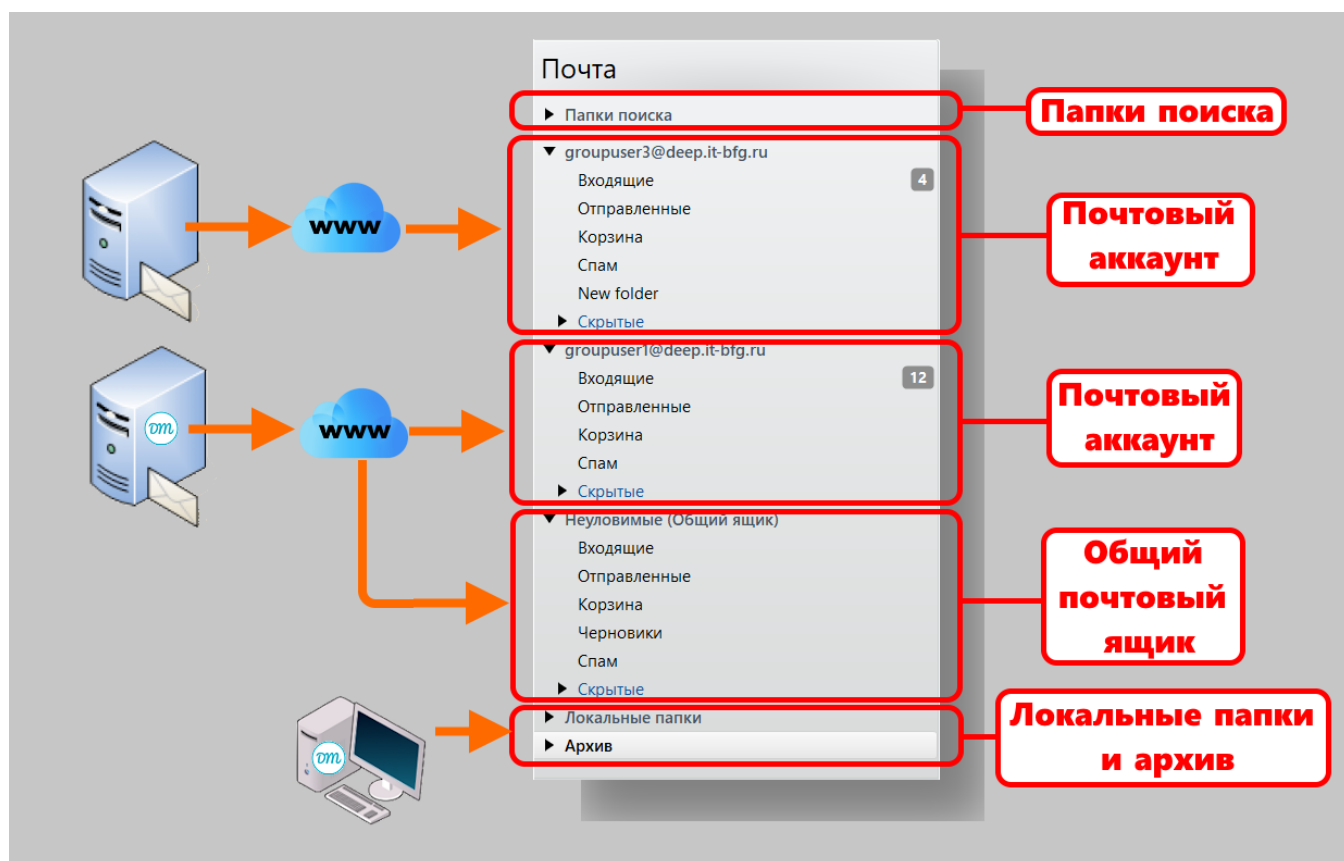 Почта
Папки поиска
Папки поиска
groupuser3@deep.it-bfg.ru
Входящие 4
Отправленные
Корзина
Спам
New folder
Скрытые
www
Почтовый
аккаунт
groupuser1@deep.it-bfg.ru
Входящие 12
Отправленные
Корзина
Спам
Скрытые
dm
www
Почтовый
аккаунт
Неуловимые (Общий ящик)
Входящие
Отправленные
Корзина
Черновики
Спам
Скрытые
Общий
почтовый
ящик
Локальные папки
Архив
dm
Локальные папки
и архив